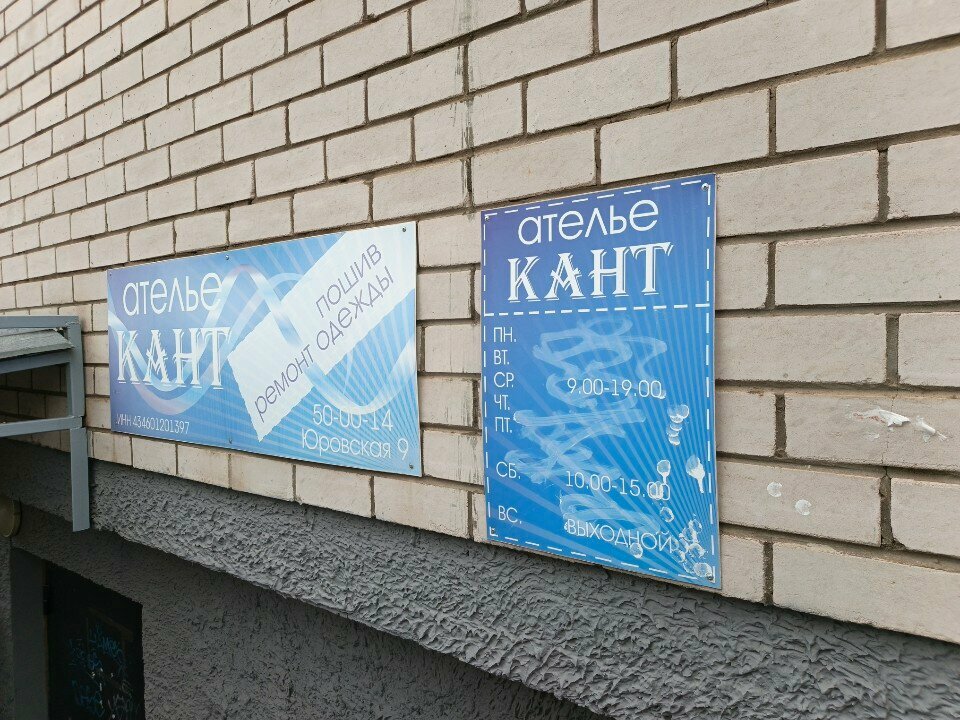 ателье
КАНТ
пошив
ремонт одежды
50-00-14
ИНН 434601201397
Юровская 9
ателье
КАНТ
ПН.
ВТ.
СР. 9.00-19.00
ЧТ.
ПТ.
СБ. 10.00-15.00
ВС. ВЫХОДНОЙ